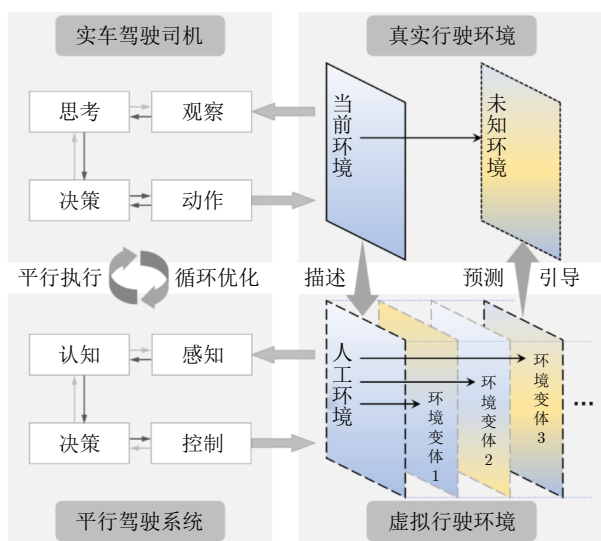 实车驾驶司机
真实行驶环境
思考
观察
决策
动作
当前环境
未知环境
平行执行
循环优化
描述
预测
引导
认知
感知
决策
控制
人工环境
环境变体1
环境变体2
环境变体3
...
平行驾驶系统
虚拟行驶环境